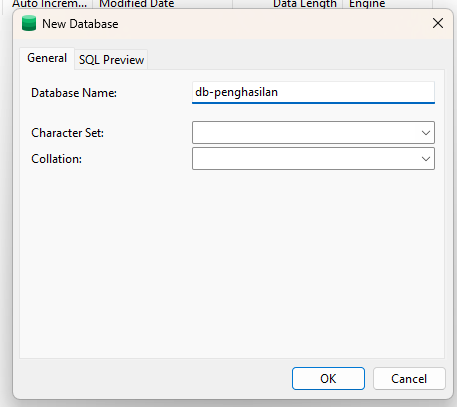 Auto Increm... Modified Date Data Length Engine
New Database
General SQL Preview
Database Name: db-penghasilan
Character Set:
Collation:
OK Cancel